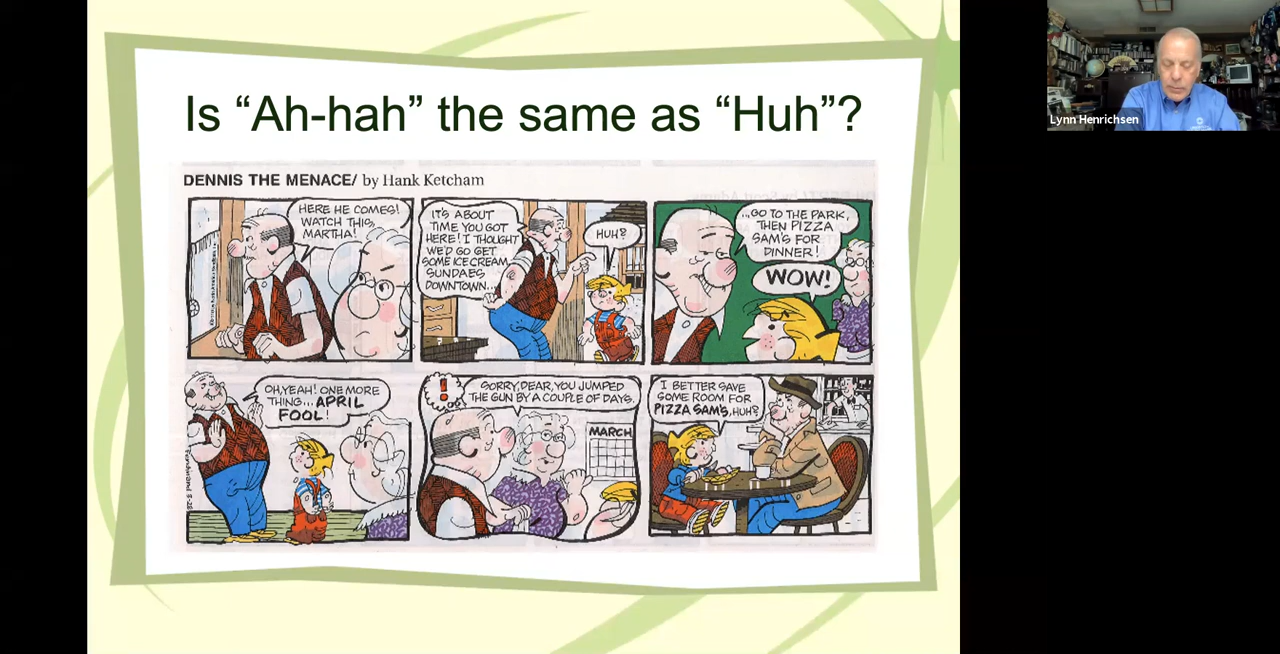 Is “Ah-hah” the same as “Huh”?
Lynn Henrichsen
DENNIS THE MENACE/ by Hank Ketcham
HERE HE COMES!
WATCH THIS,
MARTHA!
IT'S ABOUT
TIME YOU GOT
HERE! I THOUGHT
WE'D GO GET
SOME ICE CREAM
SUNDAES
DOWNTOWN...
HUH?
...GO TO THE PARK,
THEN PIZZA
SAM'S FOR
DINNER!
WOW!
OH, YEAH! ONE MORE
THING... APRIL
FOOL!
!
SORRY, DEAR, YOU JUMPED
THE GUN BY A COUPLE OF DAYS.
MARCH
I BETTER SAVE
SOME ROOM FOR
PIZZA SAM'S, HUH?